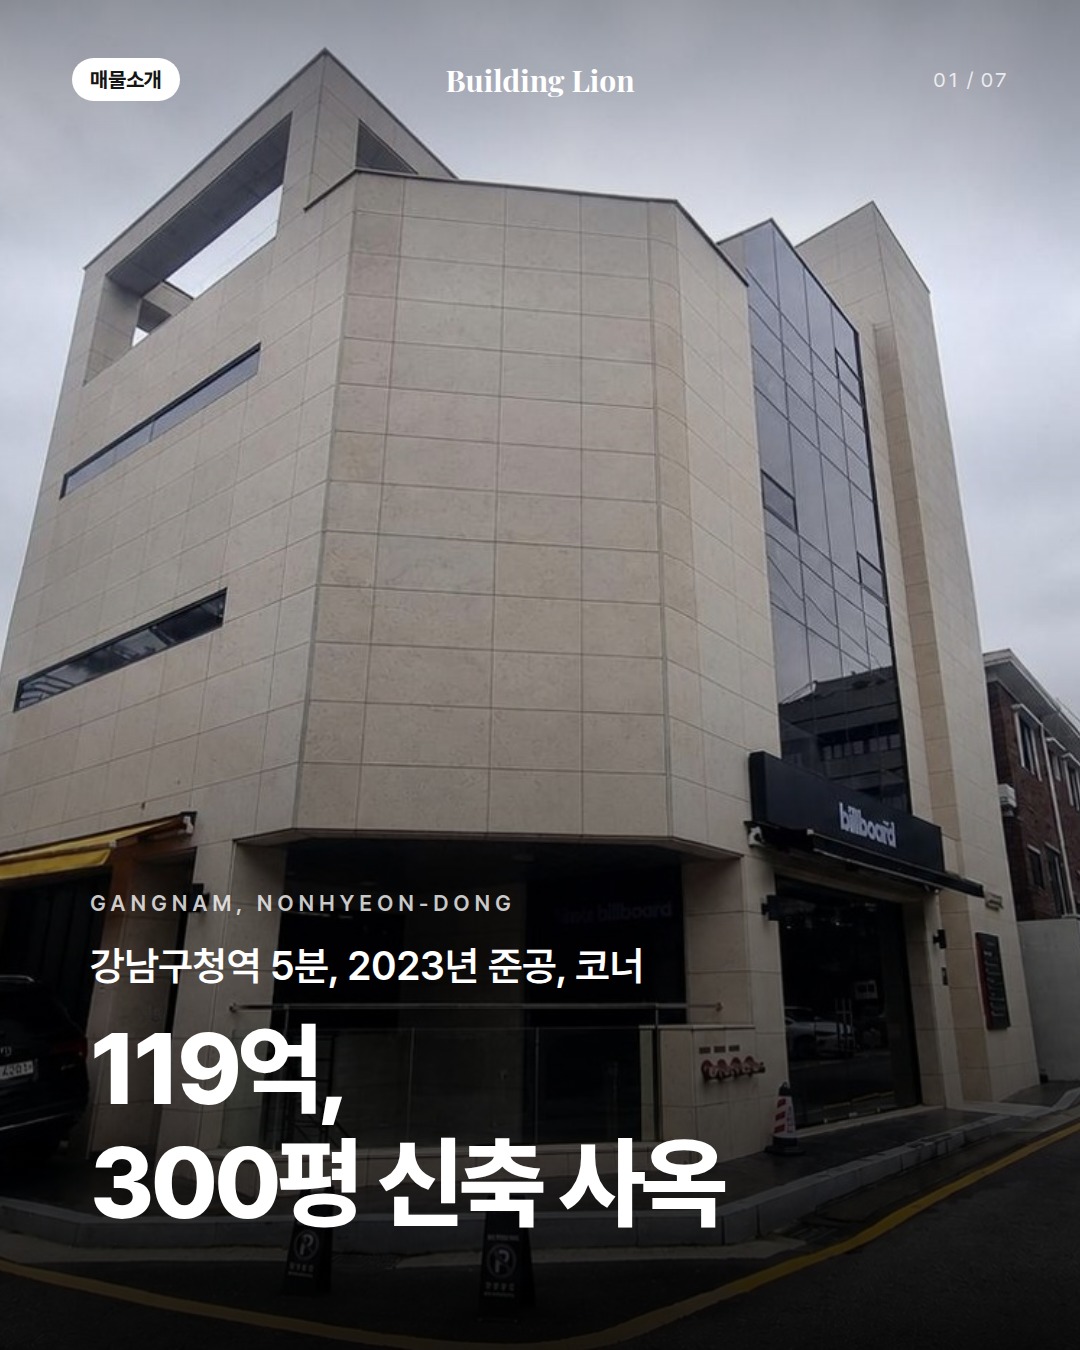 매물소개
Building Lion
01 / 07
billboard
billboard
GANGNAM, NONHYEON-DONG
강남구청역 5분, 2023년 준공, 코너
119억,
300평 신축 사옥